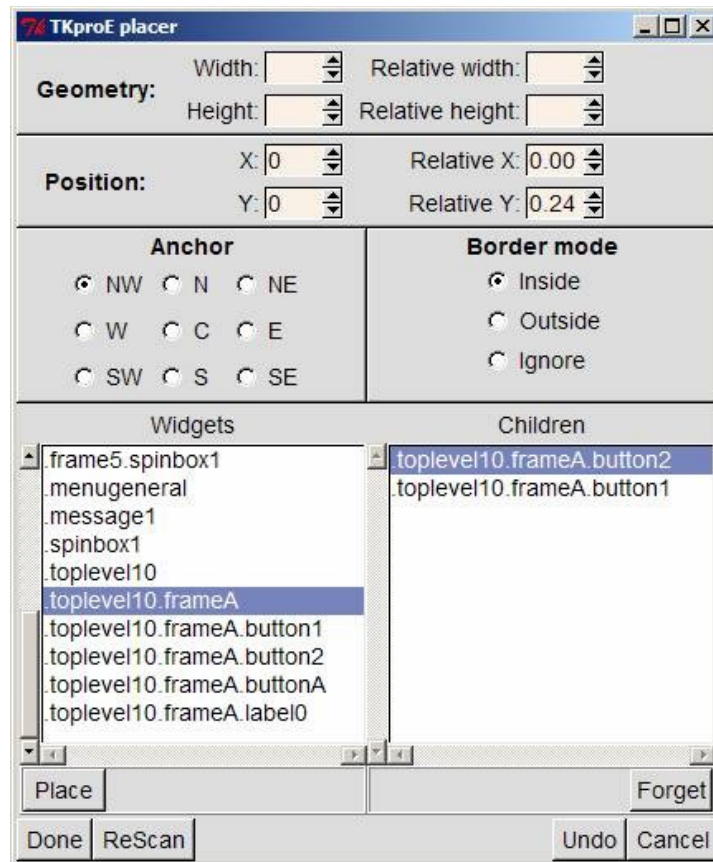 TKproE placer
Geometry: Width: Relative width:
Height: Relative height:
Position: X: 0 Relative X: 0.00
Y: 0 Relative Y: 0.24
Anchor
NW N NE
W C E
SW S SE
Border mode
Inside
Outside
Ignore
Widgets
.frame5.spinbox1
.menugeneral
.message1
.spinbox1
.toplevel10
.toplevel10.frameA
.toplevel10.frameA.button1
.toplevel10.frameA.button2
.toplevel10.frameA.buttonA
.toplevel10.frameA.label0
Children
.toplevel10.frameA.button2
.toplevel10.frameA.button1
Place Forget
Done ReScan Undo Cancel